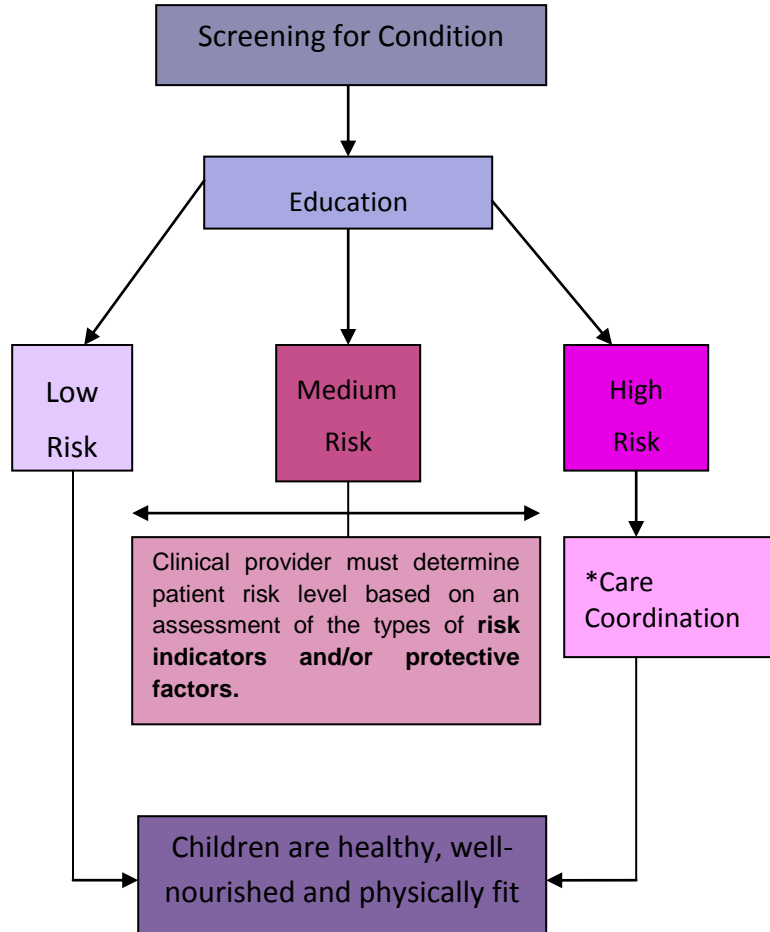 Screening for Condition
Education
Low
Risk
Medium
Risk
High
Risk
Clinical provider must determine
patient risk level based on an
assessment of the types of risk
indicators and/or protective
factors.
*Care
Coordination
Children are healthy, well-
nourished and physically fit